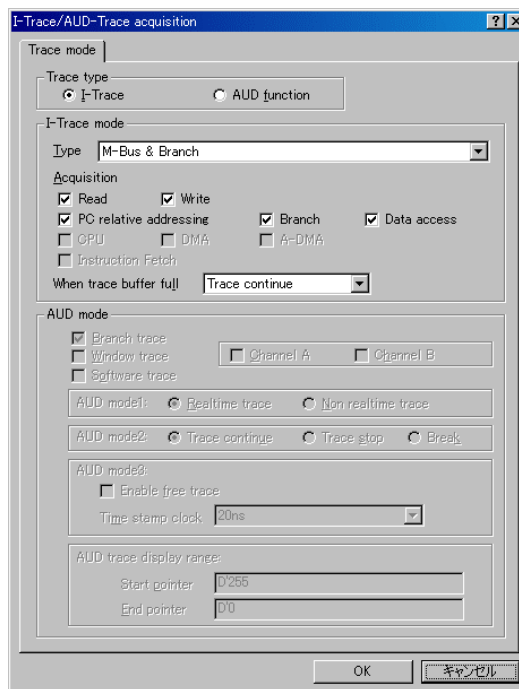 I-Trace/AUD-Trace acquisition
Trace mode
Trace type
I-Trace AUD function
I-Trace mode
Type M-Bus & Branch
Acquisition
Read Write
PC relative addressing Branch Data access
CPU DMA A-DMA
Instruction Fetch
When trace buffer full Trace continue
AUD mode
Branch trace
Window trace Channel A Channel B
Software trace
AUD mode1: Realtime trace Non realtime trace
AUD mode2: Trace continue Trace stop Break
AUD mode3:
Enable free trace
Time stamp clock 20ns
AUD trace display range:
Start pointer D'255
End pointer D'0
OK キャンセル